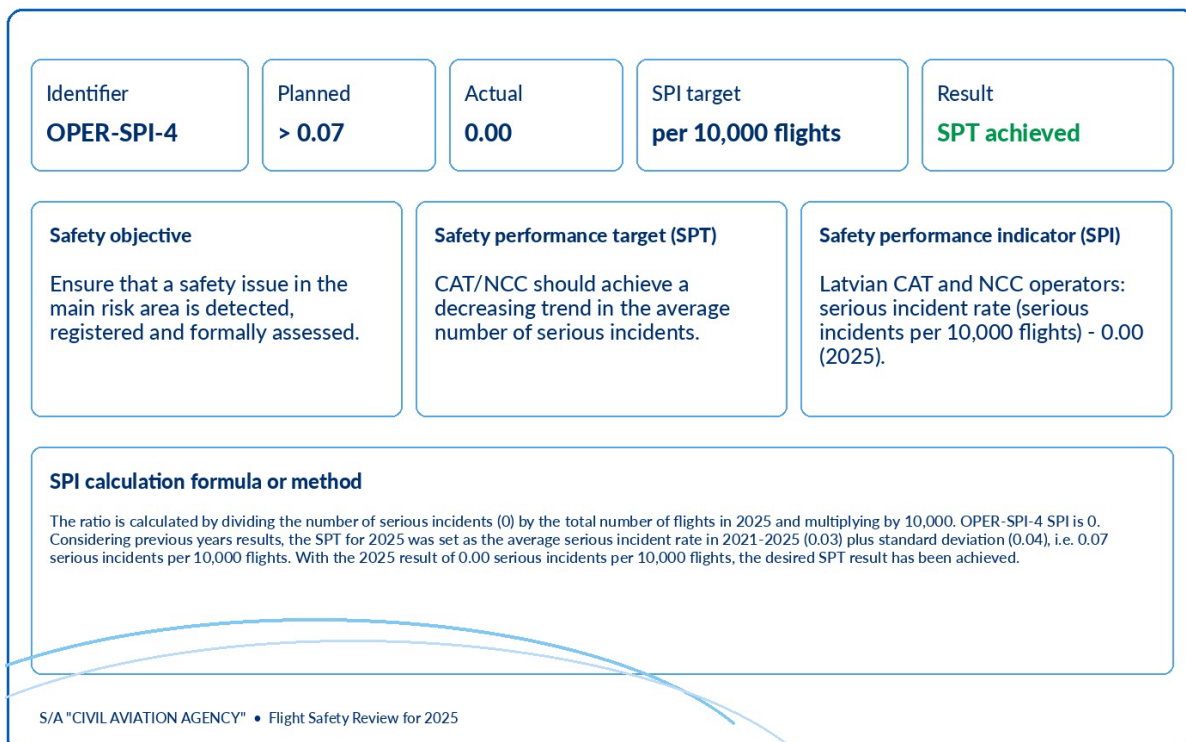 Identifier
OPER-SPI-4
Planned
> 0.07
Actual
0.00
SPI target
per 10,000 flights
Result
SPT achieved
Safety objective
Ensure that a safety issue in the
main risk area is detected,
registered and formally assessed.
Safety performance target (SPT)
CAT/NCC should achieve a
decreasing trend in the average
number of serious incidents.
Safety performance indicator (SPI)
Latvian CAT and NCC operators:
serious incident rate (serious
incidents per 10,000 flights) - 0.00
(2025).
SPI calculation formula or method
The ratio is calculated by dividing the number of serious incidents (0) by the total number of flights in 2025 and multiplying by 10,000. OPER-SPI-4 SPI is 0.
Considering previous years results, the SPT for 2025 was set as the average serious incident rate in 2021-2025 (0.03) plus standard deviation (0.04), i.e. 0.07
serious incidents per 10,000 flights. With the 2025 result of 0.00 serious incidents per 10,000 flights, the desired SPT result has been achieved.
S/A "CIVIL AVIATION AGENCY" • Flight Safety Review for 2025